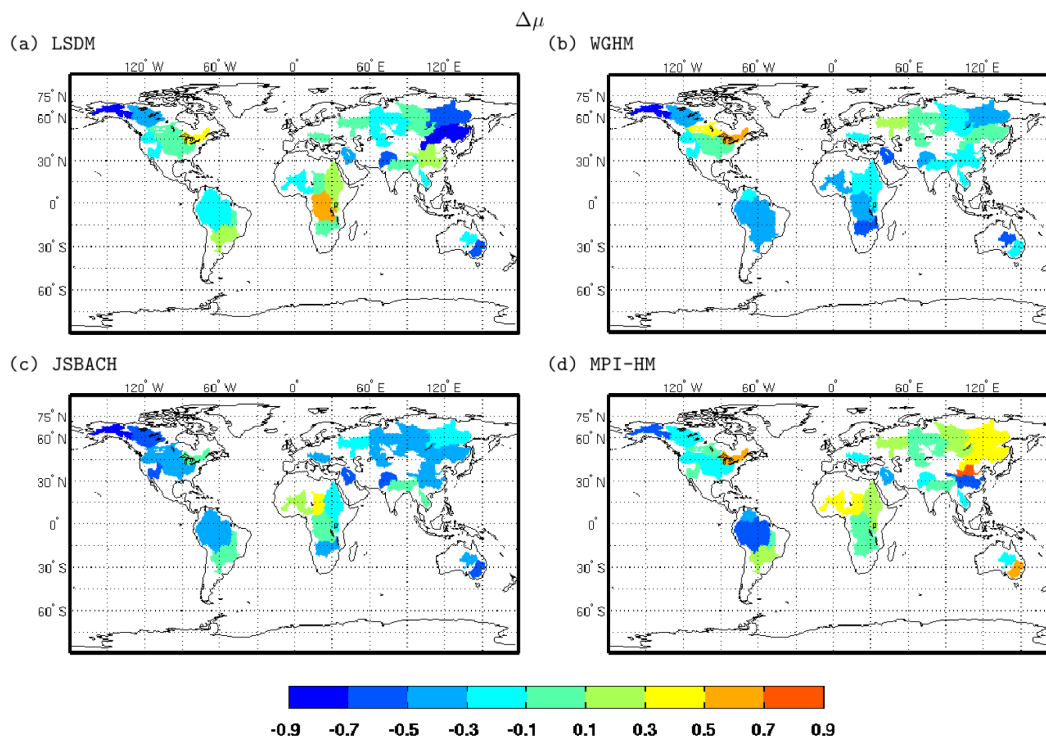 Δμ
(a) LSDM
(b) WGHM
120° W 60° W 0° 60° E 120° E
120° W 60° W 0° 60° E 120° E
75° N
60° N
30° N
0°
30° S
60° S
75° N
60° N
30° N
0°
30° S
60° S
(c) JSBACH
(d) MPI-HM
120° W 60° W 0° 60° E 120° E
120° W 60° W 0° 60° E 120° E
75° N
60° N
30° N
0°
30° S
60° S
75° N
60° N
30° N
0°
30° S
60° S
-0.9 -0.7 -0.5 -0.3 -0.1 0.1 0.3 0.5 0.7 0.9